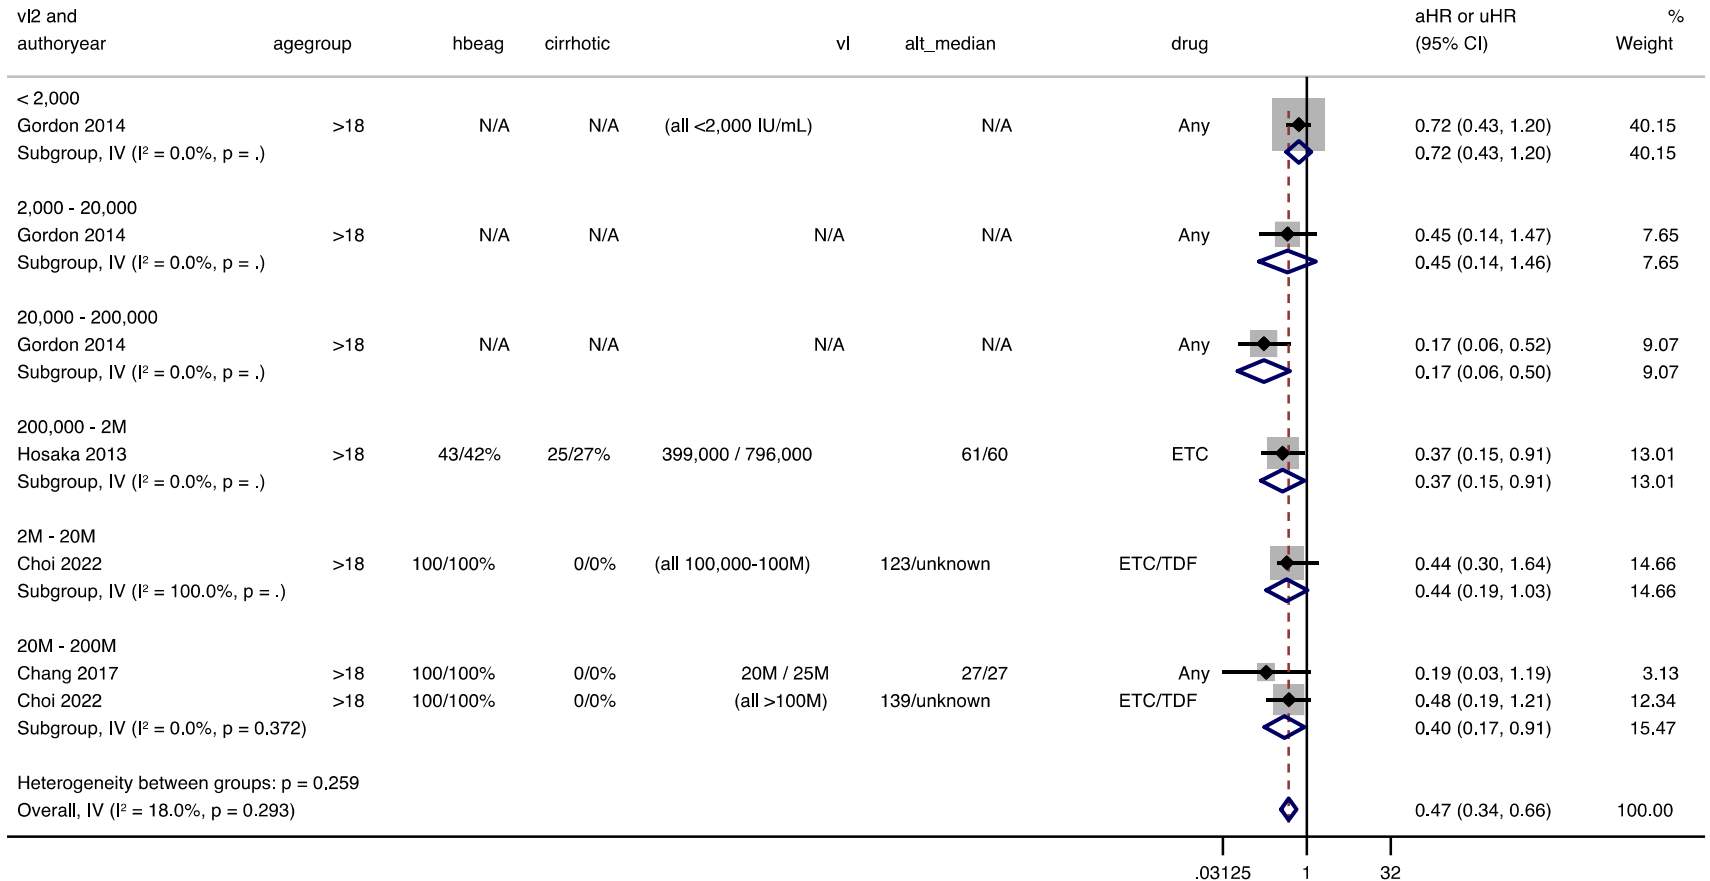 vl2 and aHR or uHR %
authoryear agegroup hbeag cirrhotic vl alt_median drug (95% CI) Weight
< 2,000
Gordon 2014 >18 N/A N/A (all <2,000 IU/mL) N/A Any 0.72 (0.43, 1.20) 40.15
Subgroup, IV (I² = 0.0%, p = .) 0.72 (0.43, 1.20) 40.15
2,000 - 20,000
Gordon 2014 >18 N/A N/A N/A N/A Any 0.45 (0.14, 1.47) 7.65
Subgroup, IV (I² = 0.0%, p = .) 0.45 (0.14, 1.46) 7.65
20,000 - 200,000
Gordon 2014 >18 N/A N/A N/A N/A Any 0.17 (0.06, 0.52) 9.07
Subgroup, IV (I² = 0.0%, p = .) 0.17 (0.06, 0.50) 9.07
200,000 - 2M
Hosaka 2013 >18 43/42% 25/27% 399,000 / 796,000 61/60 ETC 0.37 (0.15, 0.91) 13.01
Subgroup, IV (I² = 0.0%, p = .) 0.37 (0.15, 0.91) 13.01
2M - 20M
Choi 2022 >18 100/100% 0/0% (all 100,000-100M) 123/unknown ETC/TDF 0.44 (0.30, 1.64) 14.66
Subgroup, IV (I² = 100.0%, p = .) 0.44 (0.19, 1.03) 14.66
20M - 200M
Chang 2017 >18 100/100% 0/0% 20M / 25M 27/27 Any 0.19 (0.03, 1.19) 3.13
Choi 2022 >18 100/100% 0/0% (all >100M) 139/unknown ETC/TDF 0.48 (0.19, 1.21) 12.34
Subgroup, IV (I² = 0.0%, p = 0.372) 0.40 (0.17, 0.91) 15.47
Heterogeneity between groups: p = 0.259
Overall, IV (I² = 18.0%, p = 0.293) 0.47 (0.34, 0.66) 100.00
.03125 1 32